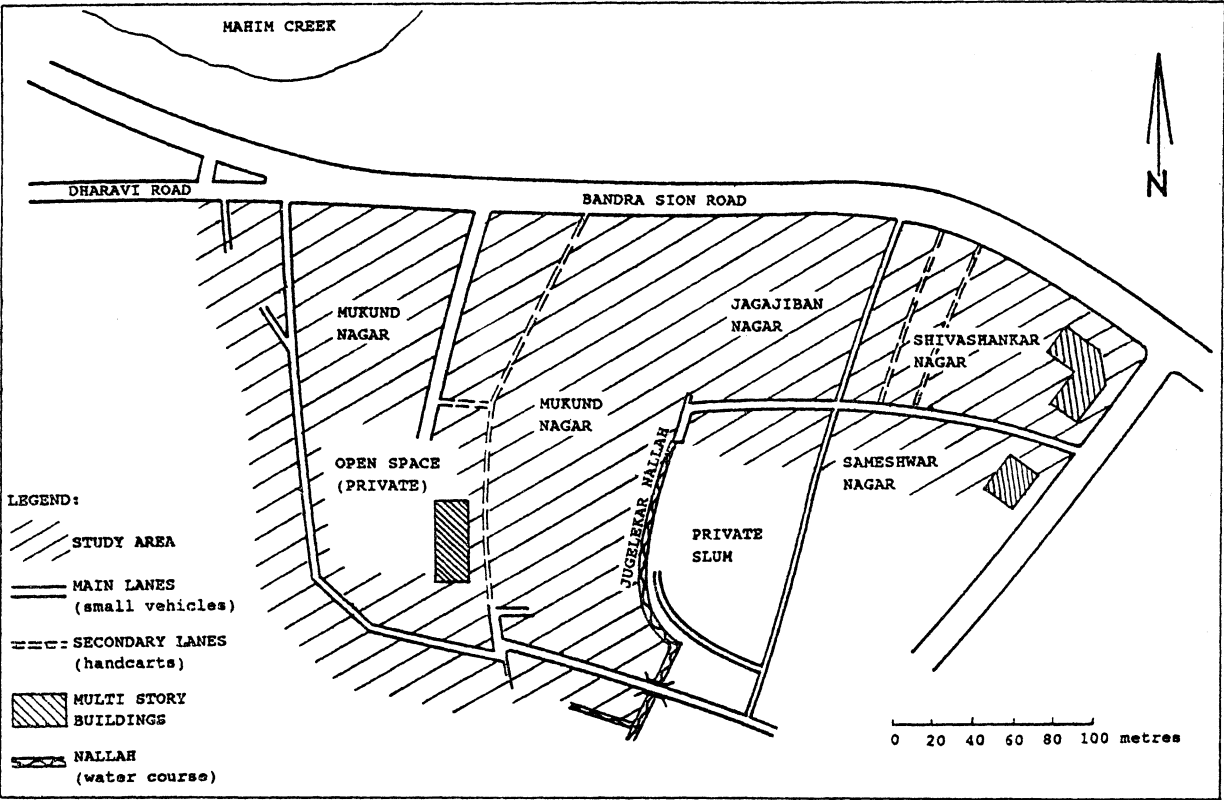 MAHIM CREEK
N
DHARAVI ROAD
BANDRA SION ROAD
MUKUND
NAGAR
JAGAJIBAN
NAGAR
SHIVASHANKAR
NAGAR
MUKUND
NAGAR
OPEN SPACE
(PRIVATE)
JUGELEKAR NALLAH
SAMESHWAR
NAGAR
PRIVATE
SLUM
LEGEND:
STUDY AREA
MAIN LANES
(small vehicles)
SECONDARY LANES
(handcarts)
MULTI STORY
BUILDINGS
NALLAH
(water course)
0 20 40 60 80 100 metres